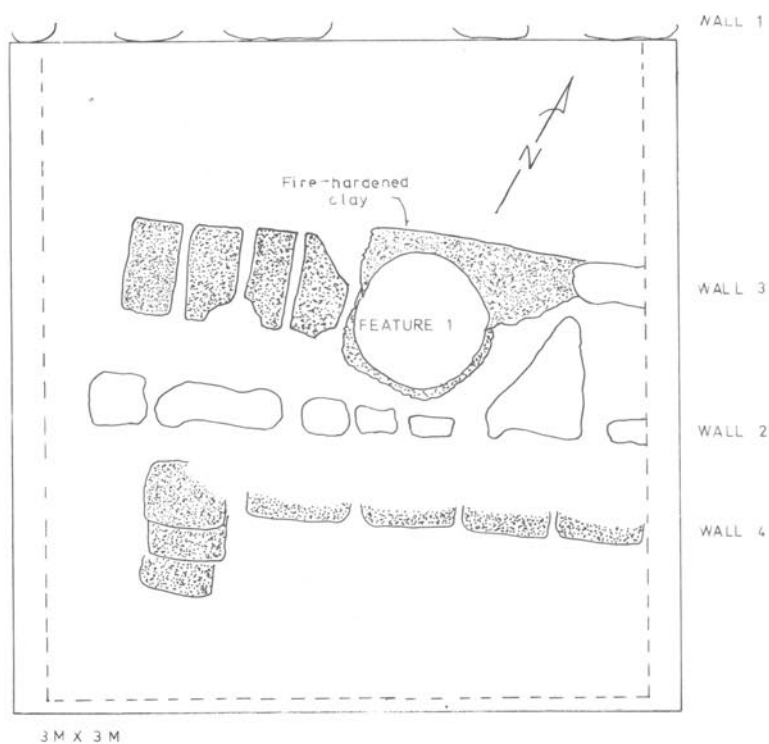 WALL 1
N
Fire-hardened
clay
WALL 3
FEATURE 1
WALL 2
WALL 4
3M X 3M